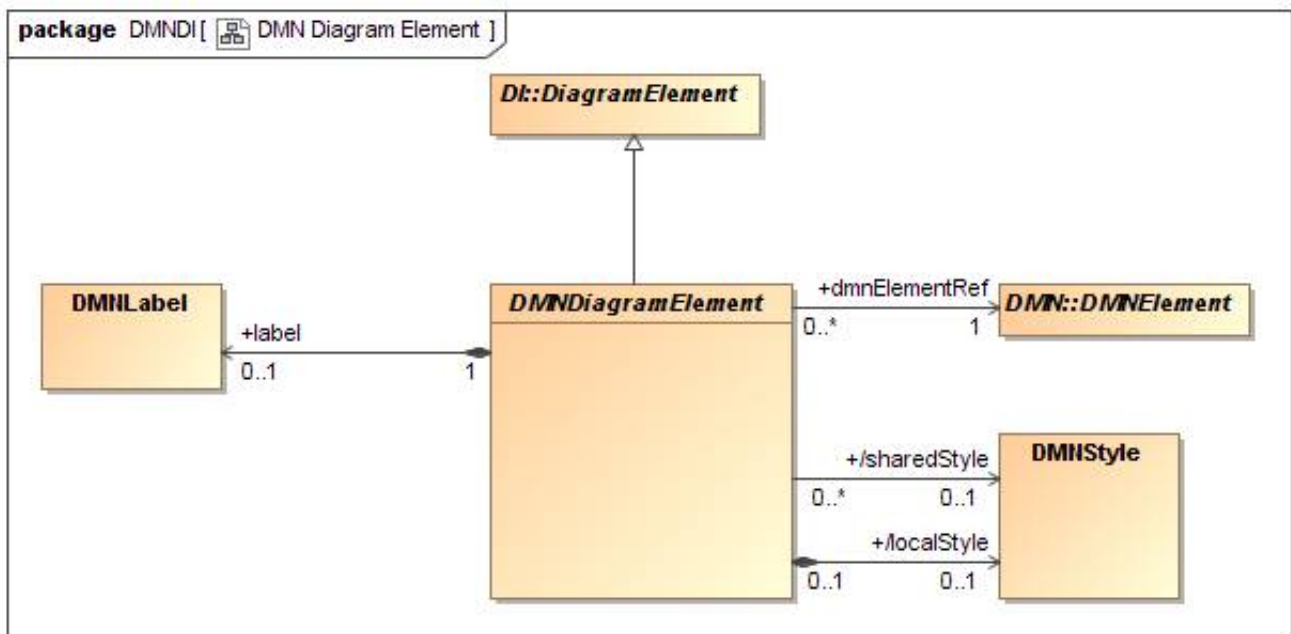 package DMNDI [ DMN Diagram Element ]
DI::DiagramElement
DMNLabel
+label
0..1
1
DMNDiagramElement
+dmnElementRef
0..*
1
DMN::DMNElement
+/sharedStyle
0..*
0..1
DMNStyle
+/localStyle
0..1
0..1